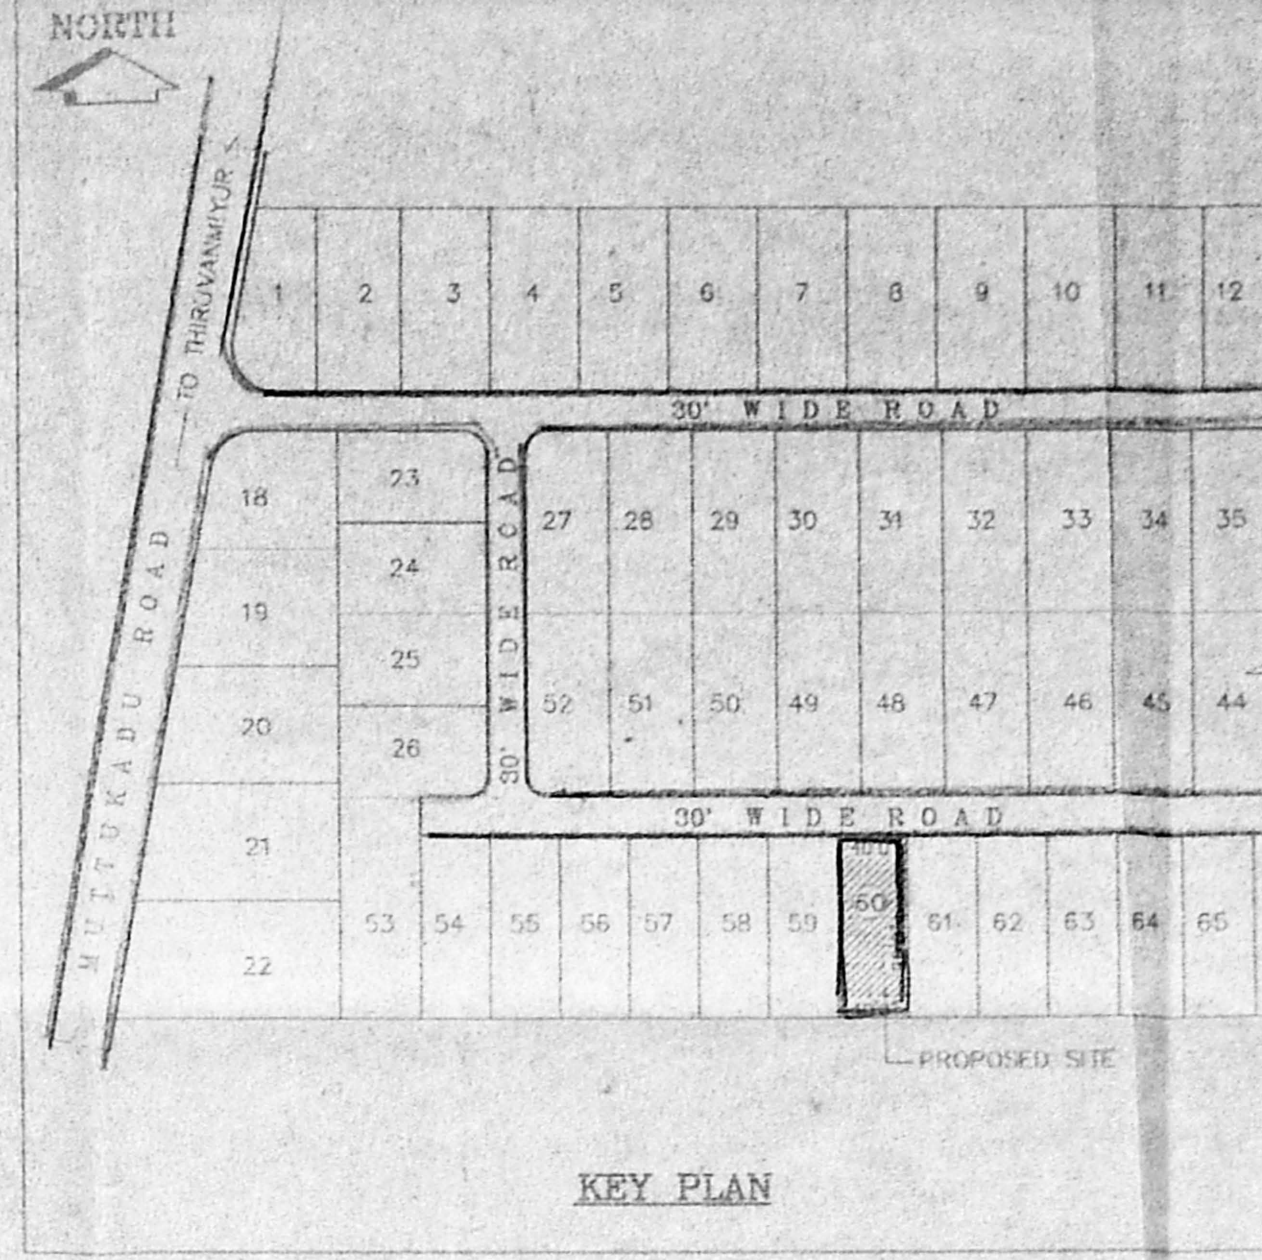 NORTH
TO THIRUVANMIYUR
1 2 3 4 5 6 7 8 9 10 11 12
30' WIDE ROAD
18
23
24
19
25
20
26
21
22
MUTTUKADU ROAD
30' WIDE ROAD
27 28 29 30 31 32 33 34 35
52 51 50 49 48 47 46 45 44
30' WIDE ROAD
40'0
53 54 55 56 57 58 59 60 61 62 63 64 65
PROPOSED SITE
KEY PLAN